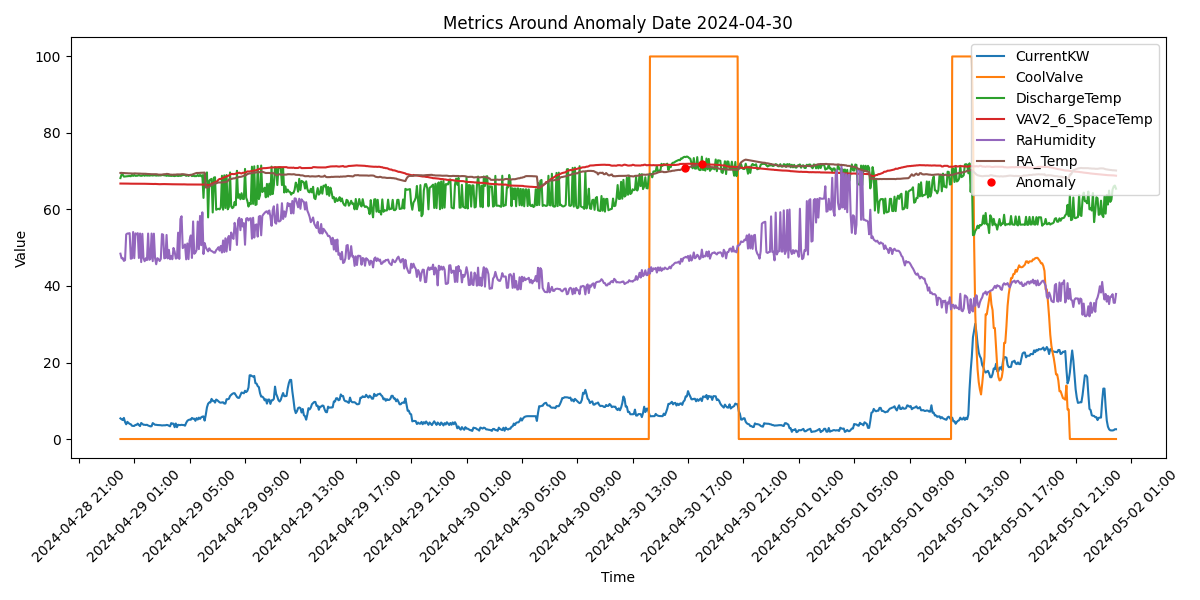 Metrics Around Anomaly Date 2024-04-30
Value
100
80
60
40
20
0
CurrentKW
CoolValve
DischargeTemp
VAV2_6_SpaceTemp
RaHumidity
RA_Temp
Anomaly
2024-04-28 21:00
2024-04-29 01:00
2024-04-29 05:00
2024-04-29 09:00
2024-04-29 13:00
2024-04-29 17:00
2024-04-29 21:00
2024-04-30 01:00
2024-04-30 05:00
2024-04-30 09:00
2024-04-30 13:00
2024-04-30 17:00
2024-04-30 21:00
2024-05-01 01:00
2024-05-01 05:00
2024-05-01 09:00
2024-05-01 13:00
2024-05-01 17:00
2024-05-01 21:00
2024-05-02 01:00
Time